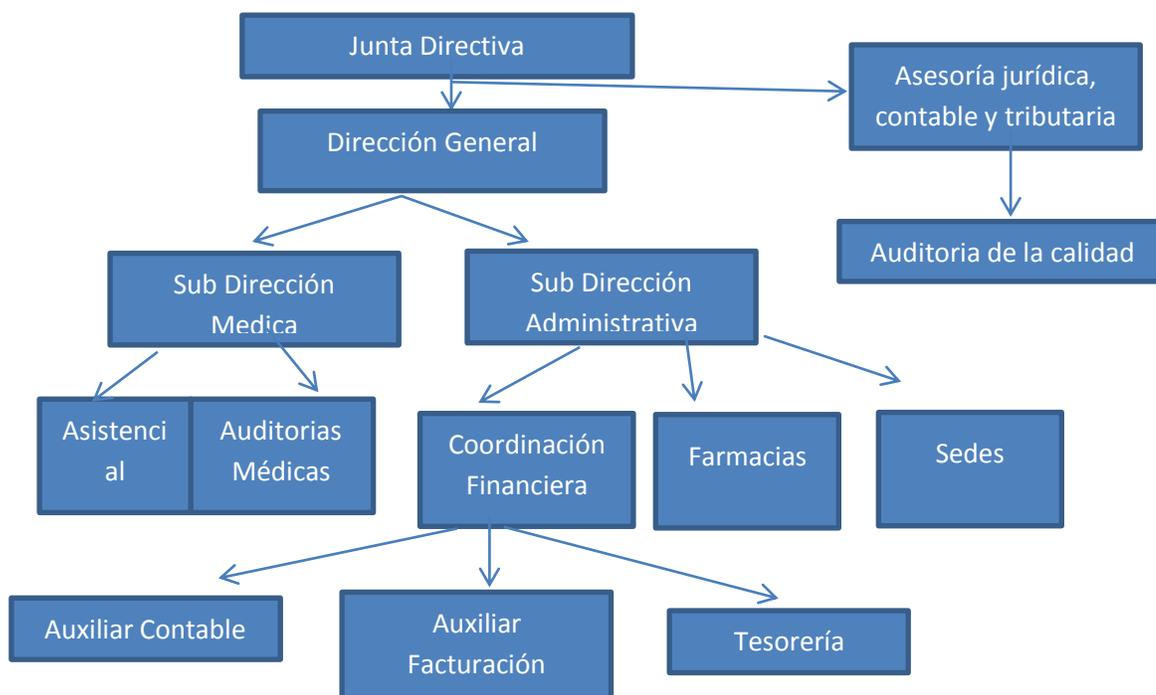 Junta Directiva
Asesoría jurídica,
contable y tributaria
Dirección General
Auditoria de la calidad
Sub Dirección
Medica
Sub Dirección
Administrativa
Asistenci
al
Auditorias
Médicas
Coordinación
Financiera
Farmacias
Sedes
Auxiliar Contable
Auxiliar
Facturación
Tesorería